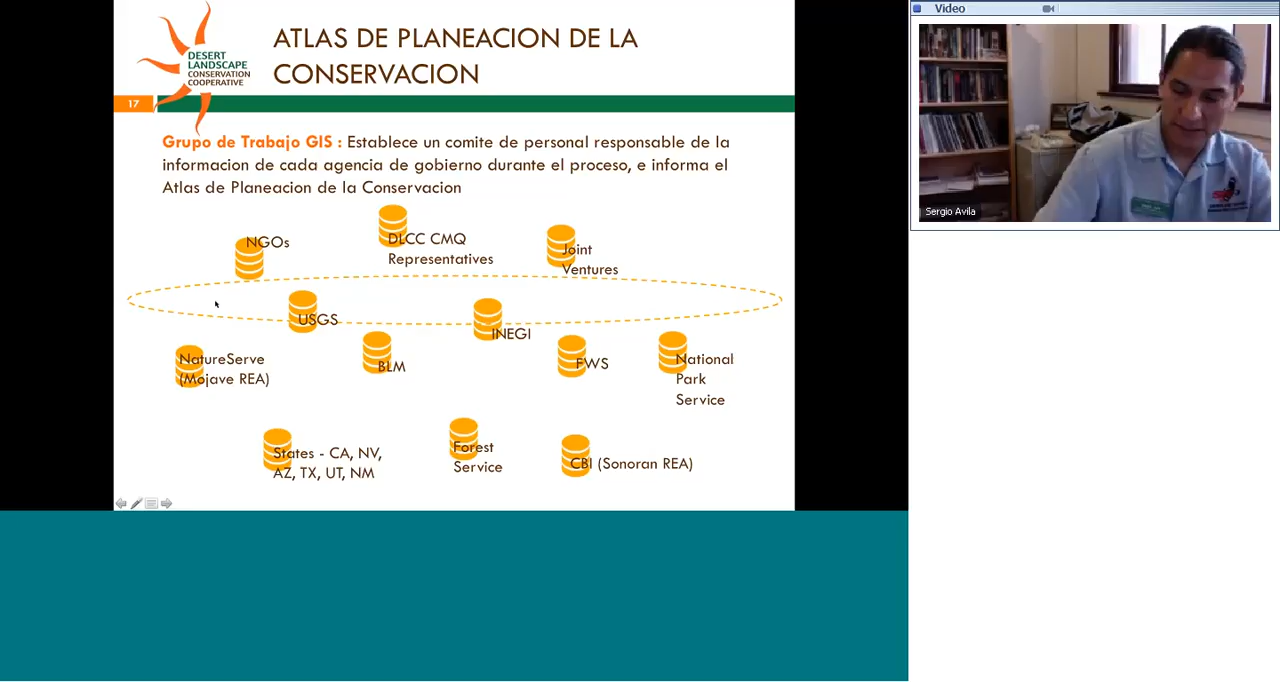 DESERT
LANDSCAPE
CONSERVATION
COOPERATIVE
ATLAS DE PLANEACION DE LA
CONSERVACION
17
Grupo de Trabajo GIS : Establece un comite de personal responsable de la
informacion de cada agencia de gobierno durante el proceso, e informa el
Atlas de Planeacion de la Conservacion
NGOs
DLCC CMQ
Representatives
Joint
Ventures
USGS
INEGI
NatureServe
(Mojave REA)
BLM
FWS
National
Park
Service
States - CA, NV,
AZ, TX, UT, NM
Forest
Service
CBI (Sonoran REA)
Video
Sergio Avila